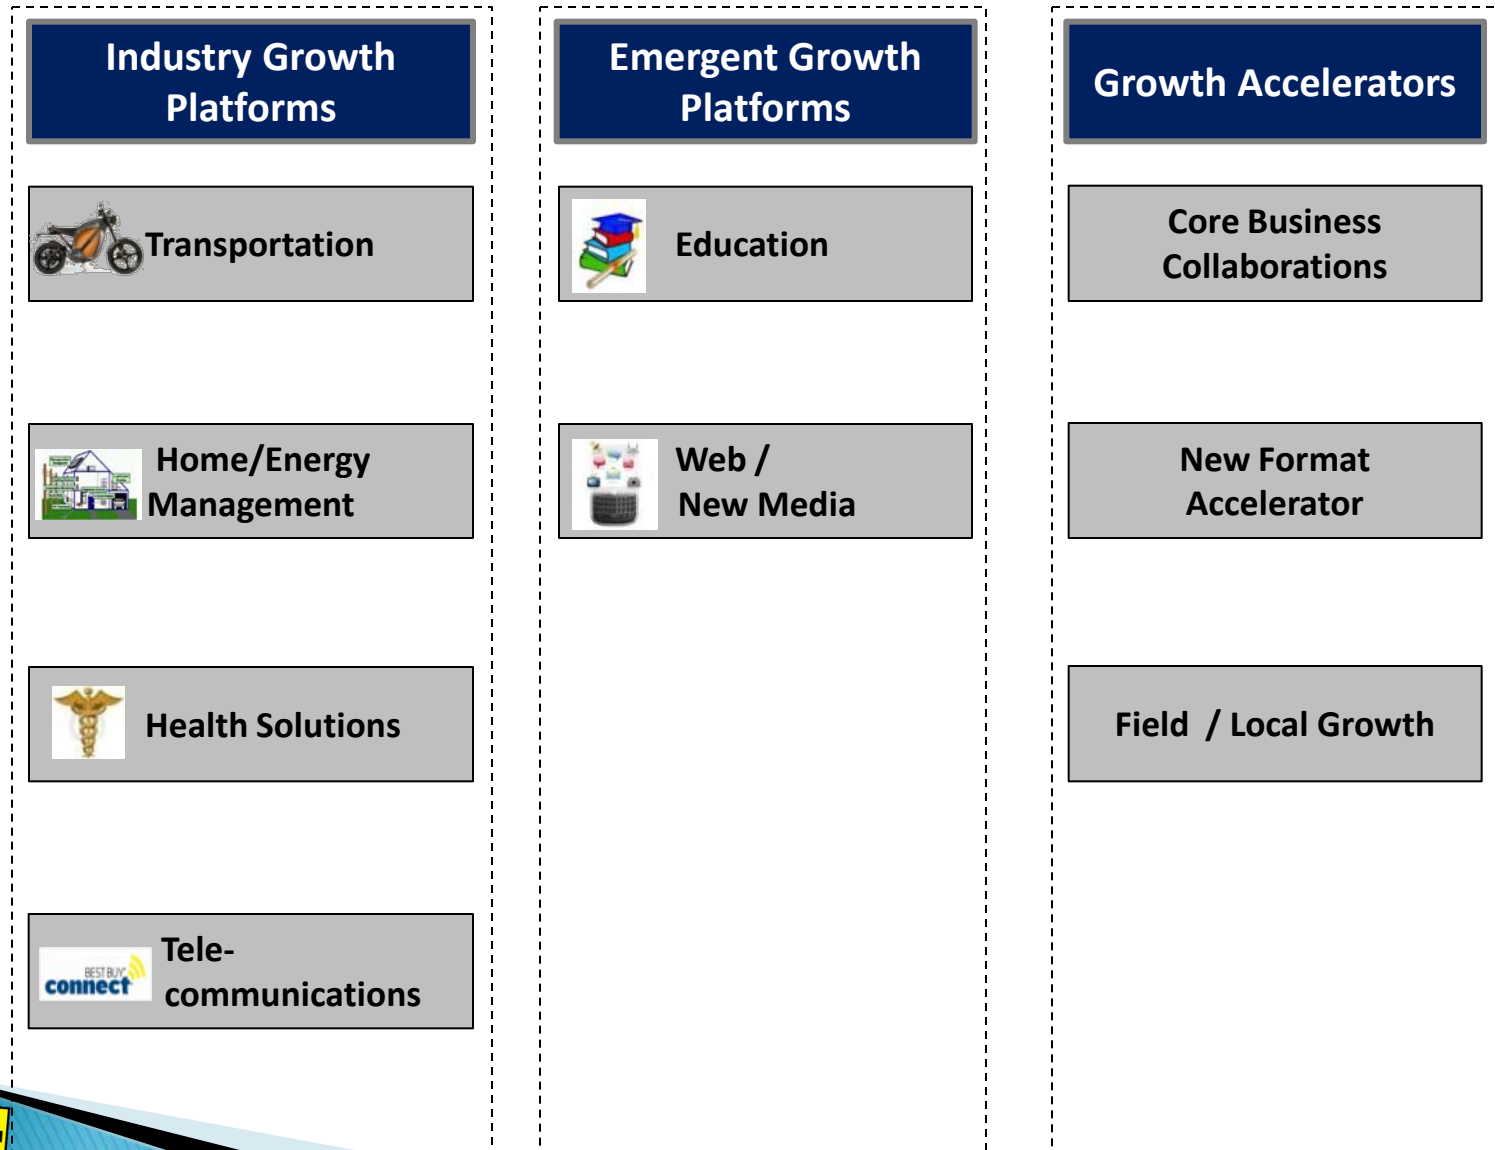 Industry Growth
Platforms
Transportation
Home/Energy
Management
Health Solutions
BEST BUY
connect
Tele-
communications
Emergent Growth
Platforms
Education
Web /
New Media
Growth Accelerators
Core Business
Collaborations
New Format
Accelerator
Field / Local Growth